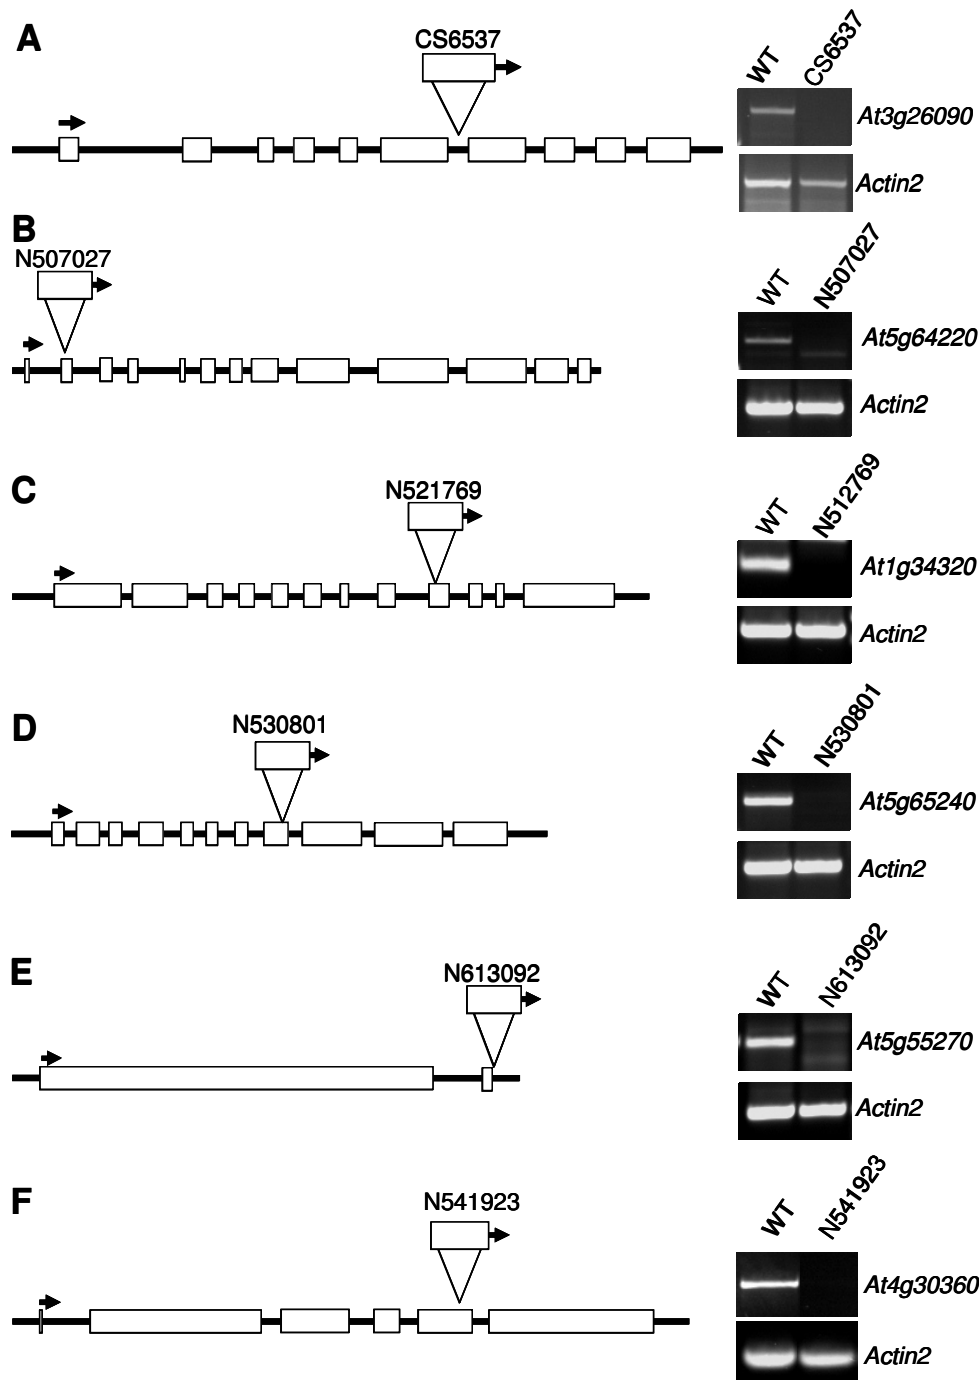 A
CS6537
WT
CS6537
At3g26090
Actin2
B
N507027
WT
N507027
At5g64220
Actin2
C
N521769
WT
N512769
At1g34320
Actin2
D
N530801
WT
N530801
At5g65240
Actin2
E
N613092
WT
N613092
At5g55270
Actin2
F
N541923
WT
N541923
At4g30360
Actin2